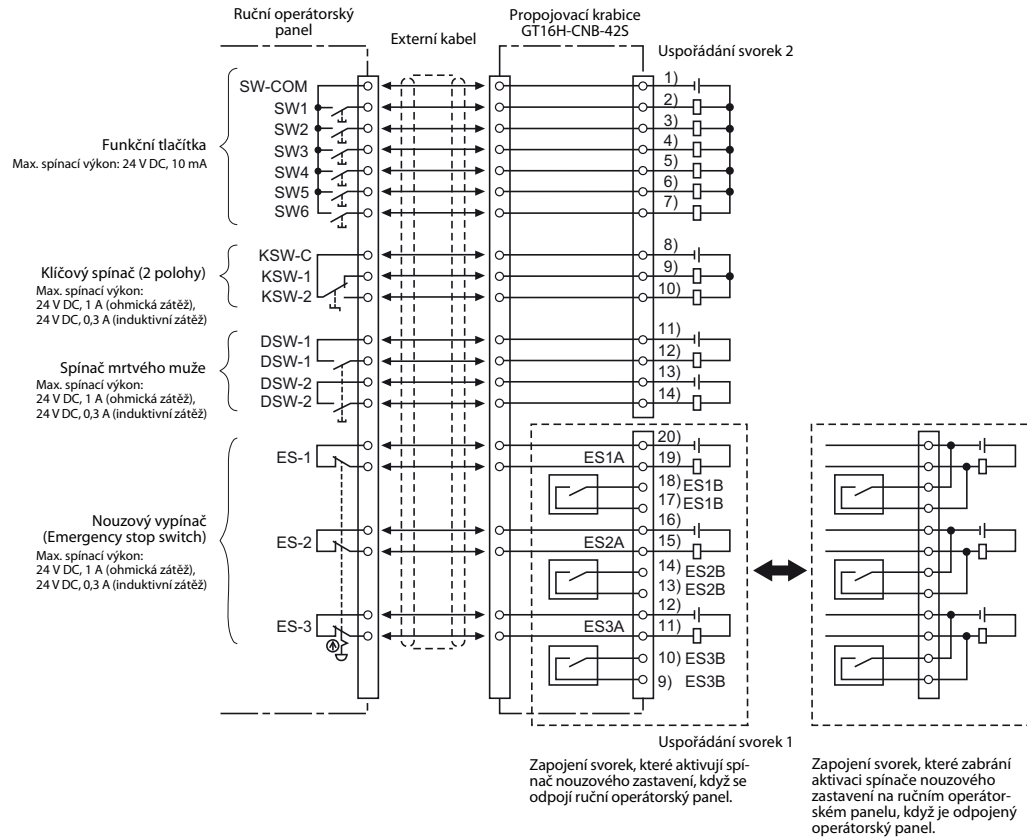 Ruční operátorský
panel
Externí kabel
Propojovací krabice
GT16H-CNB-42S
Uspořádání svorek 2
Funkční tlačítka
Max. spínací výkon: 24 V DC, 10 mA
SW-COM
SW1
SW2
SW3
SW4
SW5
SW6
1)
2)
3)
4)
5)
6)
7)
Klíčový spínač (2 polohy)
Max. spínací výkon:
24 V DC, 1 A (ohmická zátěž),
24 V DC, 0,3 A (induktivní zátěž)
KSW-C
KSW-1
KSW-2
8)
9)
10)
Spínač mrtvého muže
Max. spínací výkon:
24 V DC, 1 A (ohmická zátěž),
24 V DC, 0,3 A (induktivní zátěž)
DSW-1
DSW-1
DSW-2
DSW-2
11)
12)
13)
14)
Nouzový vypínač
(Emergency stop switch)
Max. spínací výkon:
24 V DC, 1 A (ohmická zátěž),
24 V DC, 0,3 A (induktivní zátěž)
ES-1
ES-2
ES-3
20)
ES1A 19)
18) ES1B
17) ES1B
16)
ES2A 15)
14) ES2B
13) ES2B
12)
ES3A 11)
10) ES3B
9) ES3B
Uspořádání svorek 1
Zapojení svorek, které aktivují spí-
nač nouzového zastavení, když se
odpojí ruční operátorský panel.
Zapojení svorek, které zabrání
aktivaci spínače nouzového
zastavení na ručním operátor-
ském panelu, když je odpojený
operátorský panel.